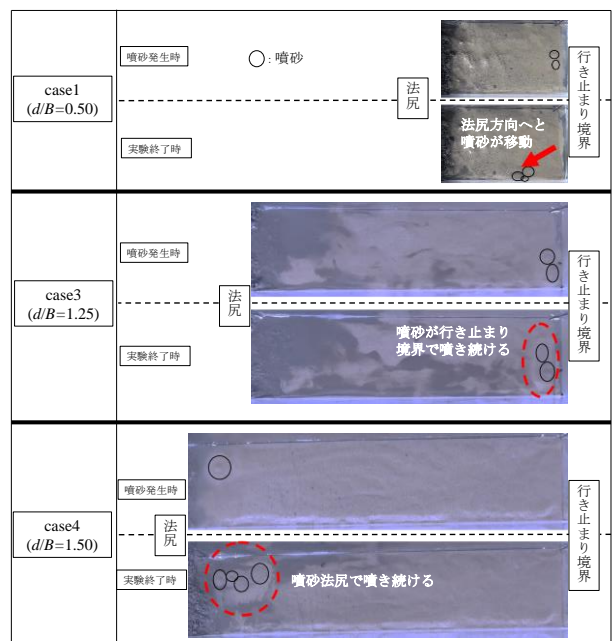 噴砂発生時
○: 噴砂
case1
(d/B=0.50)
法尻
行き止まり境界
実験終了時
法尻方向へと
噴砂が移動
噴砂発生時
case3
(d/B=1.25)
法尻
行き止まり境界
実験終了時
噴砂が行き止まり
境界で噴き続ける
噴砂発生時
case4
(d/B=1.50)
法尻
行き止まり境界
実験終了時
噴砂法尻で噴き続ける